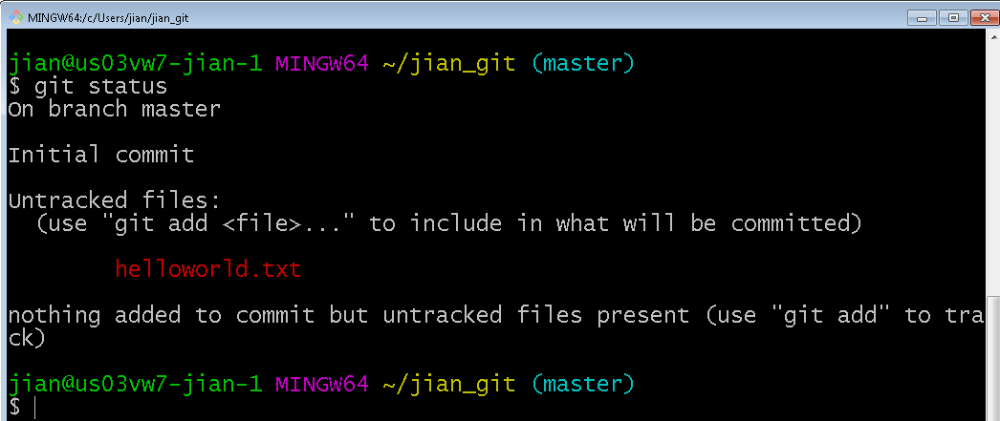 MINGW64:/c/Users/jian/jian_git
jian@us03vw7-jian-1 MINGW64 ~/jian_git (master)
$ git status
On branch master
Initial commit
Untracked files:
(use "git add <file>..." to include in what will be committed)
helloworld.txt
nothing added to commit but untracked files present (use "git add" to tra
ck)
jian@us03vw7-jian-1 MINGW64 ~/jian_git (master)
$